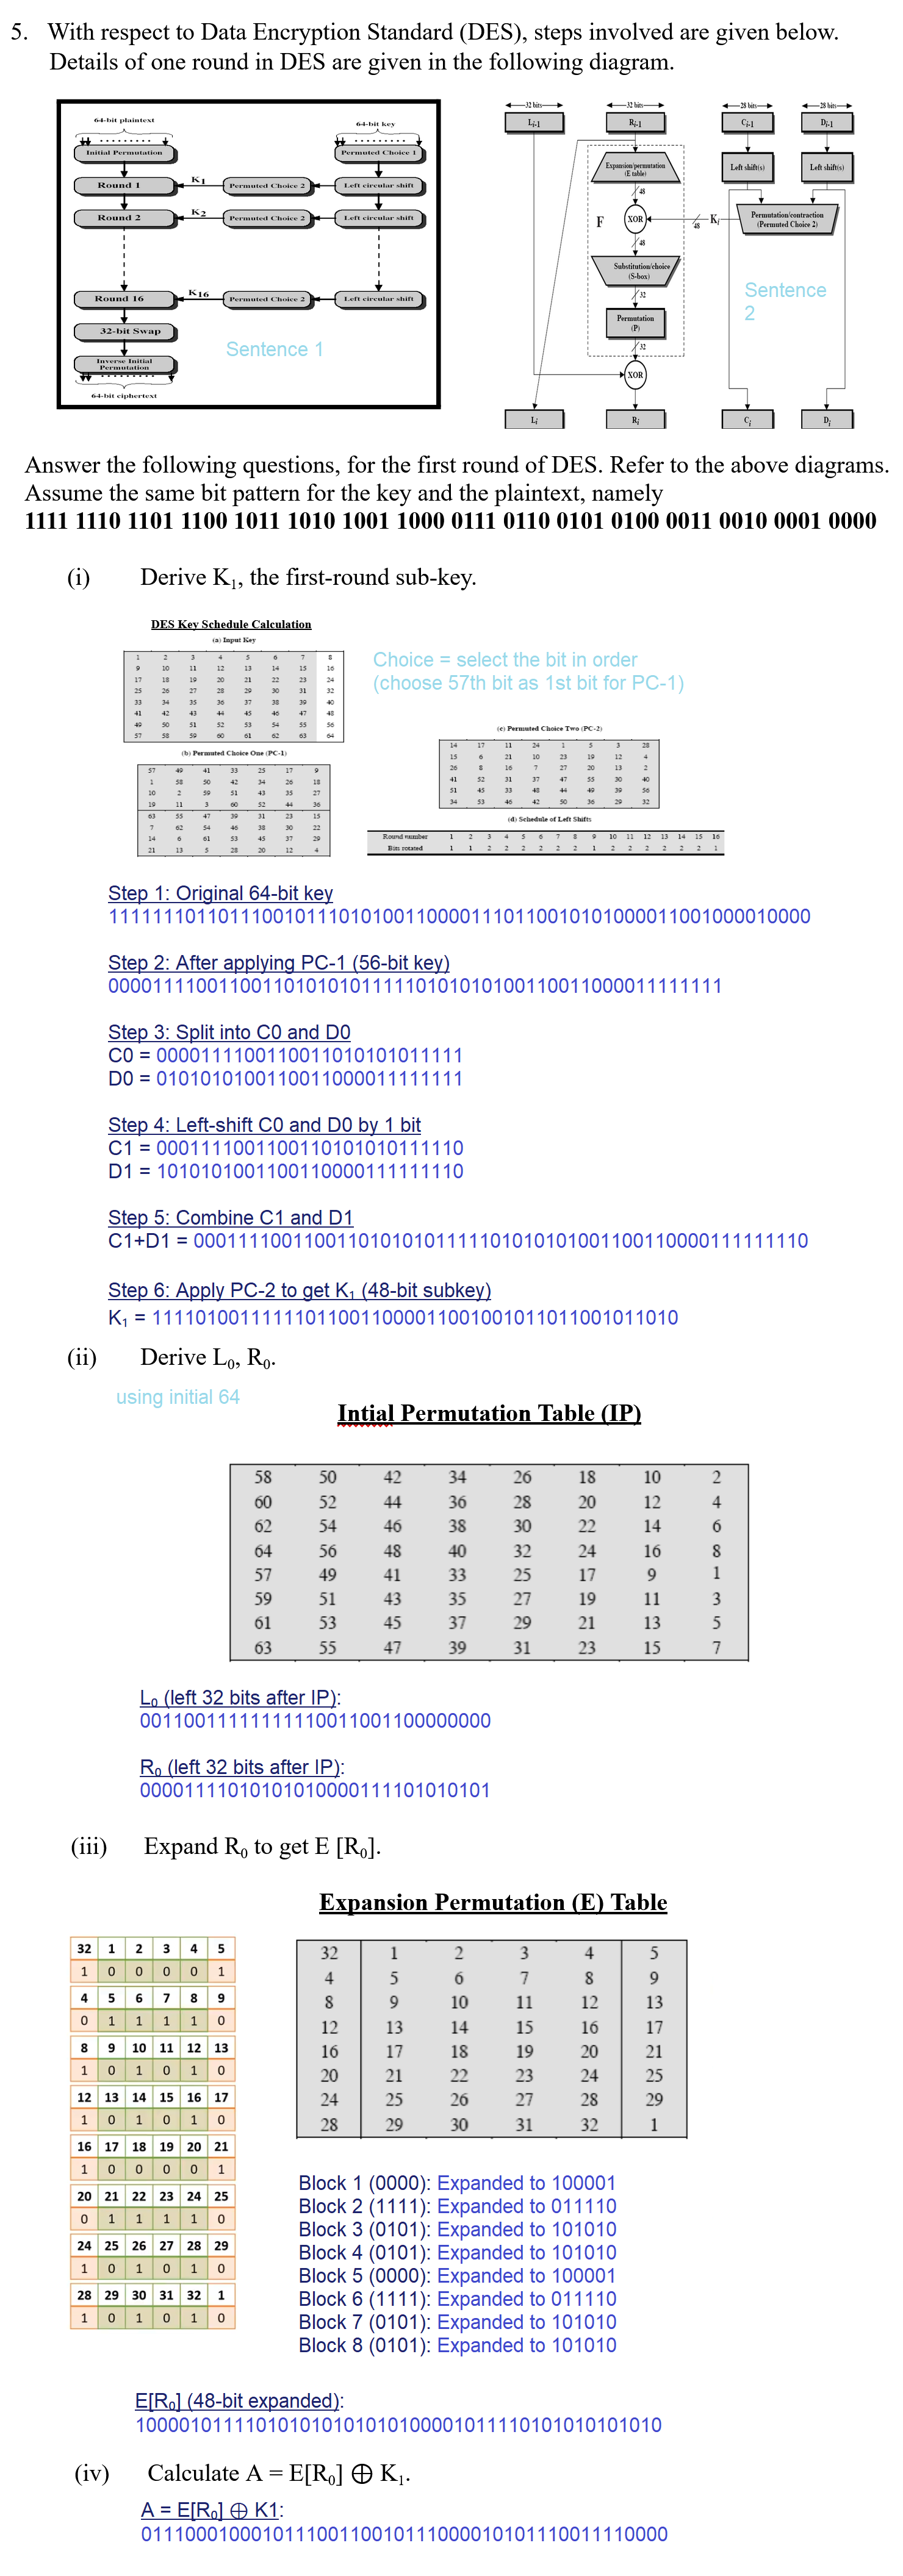 5. With respect to Data Encryption Standard (DES), steps involved are given below.
Details of one round in DES are given in the following diagram.
64-bit plaintext
64-bit key
Initial Permutation
Permuted Choice 1
Round 1
K1
Permuted Choice 2
Left circular shift
Round 2
K2
Permuted Choice 2
Left circular shift
Round 16
K16
Permuted Choice 2
Left circular shift
32-bit Swap
Sentence 1
Inverse Initial
Permutation
64-bit ciphertext
32 bits
32 bits
28 bits
28 bits
Li-1
Ri-1
Ci-1
Di-1
Expansion/permutation
(E table)
Left shift(s)
Left shift(s)
48
F
XOR
48
Ki
Permutation/contraction
(Permuted Choice 2)
48
Substitution/choice
(S-box)
Sentence
2
32
Permutation
(P)
32
XOR
Li
Ri
Ci
Di
Answer the following questions, for the first round of DES. Refer to the above diagrams.
Assume the same bit pattern for the key and the plaintext, namely
1111 1110 1101 1100 1011 1010 1001 1000 0111 0110 0101 0100 0011 0010 0001 0000
(i) Derive K₁, the first-round sub-key.
DES Key Schedule Calculation
(a) Input Key
1 2 3 4 5 6 7 8
9 10 11 12 13 14 15 16
17 18 19 20 21 22 23 24
25 26 27 28 29 30 31 32
33 34 35 36 37 38 39 40
41 42 43 44 45 46 47 48
49 50 51 52 53 54 55 56
57 58 59 60 61 62 63 64
Choice = select the bit in order
(choose 57th bit as 1st bit for PC-1)
(b) Permuted Choice One (PC-1)
57 49 41 33 25 17 9
1 58 50 42 34 26 18
10 2 59 51 43 35 27
19 11 3 60 52 44 36
63 55 47 39 31 23 15
7 62 54 46 38 30 22
14 6 61 53 45 37 29
21 13 5 28 20 12 4
(c) Permuted Choice Two (PC-2)
14 17 11 24 1 5 3 28
15 6 21 10 23 19 12 4
26 8 16 7 27 20 13 2
41 52 31 37 47 55 30 40
51 45 33 48 44 49 39 56
34 53 46 42 50 36 29 32
(d) Schedule of Left Shifts
Round number 1 2 3 4 5 6 7 8 9 10 11 12 13 14 15 16
Bits rotated 1 1 2 2 2 2 2 2 1 2 2 2 2 2 2 1
Step 1: Original 64-bit key
1111111011011100101110101001100001110110010101000011001000010000
Step 2: After applying PC-1 (56-bit key)
00001111001100110101010111110101010100110011000011111111
Step 3: Split into C0 and D0
C0 = 0000111100110011010101011111
D0 = 0101010100110011000011111111
Step 4: Left-shift C0 and D0 by 1 bit
C1 = 0001111001100110101010111110
D1 = 1010101001100110000111111110
Step 5: Combine C1 and D1
C1+D1 = 00011110011001101010101111101010101001100110000111111110
Step 6: Apply PC-2 to get K₁ (48-bit subkey)
K₁ = 111101001111110110011000011001001011011001011010
(ii) Derive L₀, R₀.
using initial 64
Intial Permutation Table (IP)
58 50 42 34 26 18 10 2
60 52 44 36 28 20 12 4
62 54 46 38 30 22 14 6
64 56 48 40 32 24 16 8
57 49 41 33 25 17 9 1
59 51 43 35 27 19 11 3
61 53 45 37 29 21 13 5
63 55 47 39 31 23 15 7
L₀ (left 32 bits after IP):
00110011111111110011001100000000
R₀ (left 32 bits after IP):
00001111010101010000111101010101
(iii) Expand R₀ to get E [R₀].
Expansion Permutation (E) Table
32 1 2 3 4 5
1 0 0 0 0 1
4 5 6 7 8 9
0 1 1 1 1 0
8 9 10 11 12 13
1 0 1 0 1 0
12 13 14 15 16 17
1 0 1 0 1 0
16 17 18 19 20 21
1 0 0 0 0 1
20 21 22 23 24 25
0 1 1 1 1 0
24 25 26 27 28 29
1 0 1 0 1 0
28 29 30 31 32 1
1 0 1 0 1 0
32 1 2 3 4 5
4 5 6 7 8 9
8 9 10 11 12 13
12 13 14 15 16 17
16 17 18 19 20 21
20 21 22 23 24 25
24 25 26 27 28 29
28 29 30 31 32 1
Block 1 (0000): Expanded to 100001
Block 2 (1111): Expanded to 011110
Block 3 (0101): Expanded to 101010
Block 4 (0101): Expanded to 101010
Block 5 (0000): Expanded to 100001
Block 6 (1111): Expanded to 011110
Block 7 (0101): Expanded to 101010
Block 8 (0101): Expanded to 101010
E[R₀] (48-bit expanded):
100001011110101010101010100001011110101010101010
(iv) Calculate A = E[R₀] ⊕ K₁.
A = E[R₀] ⊕ K1:
011100010001011100110010111000010101110011110000